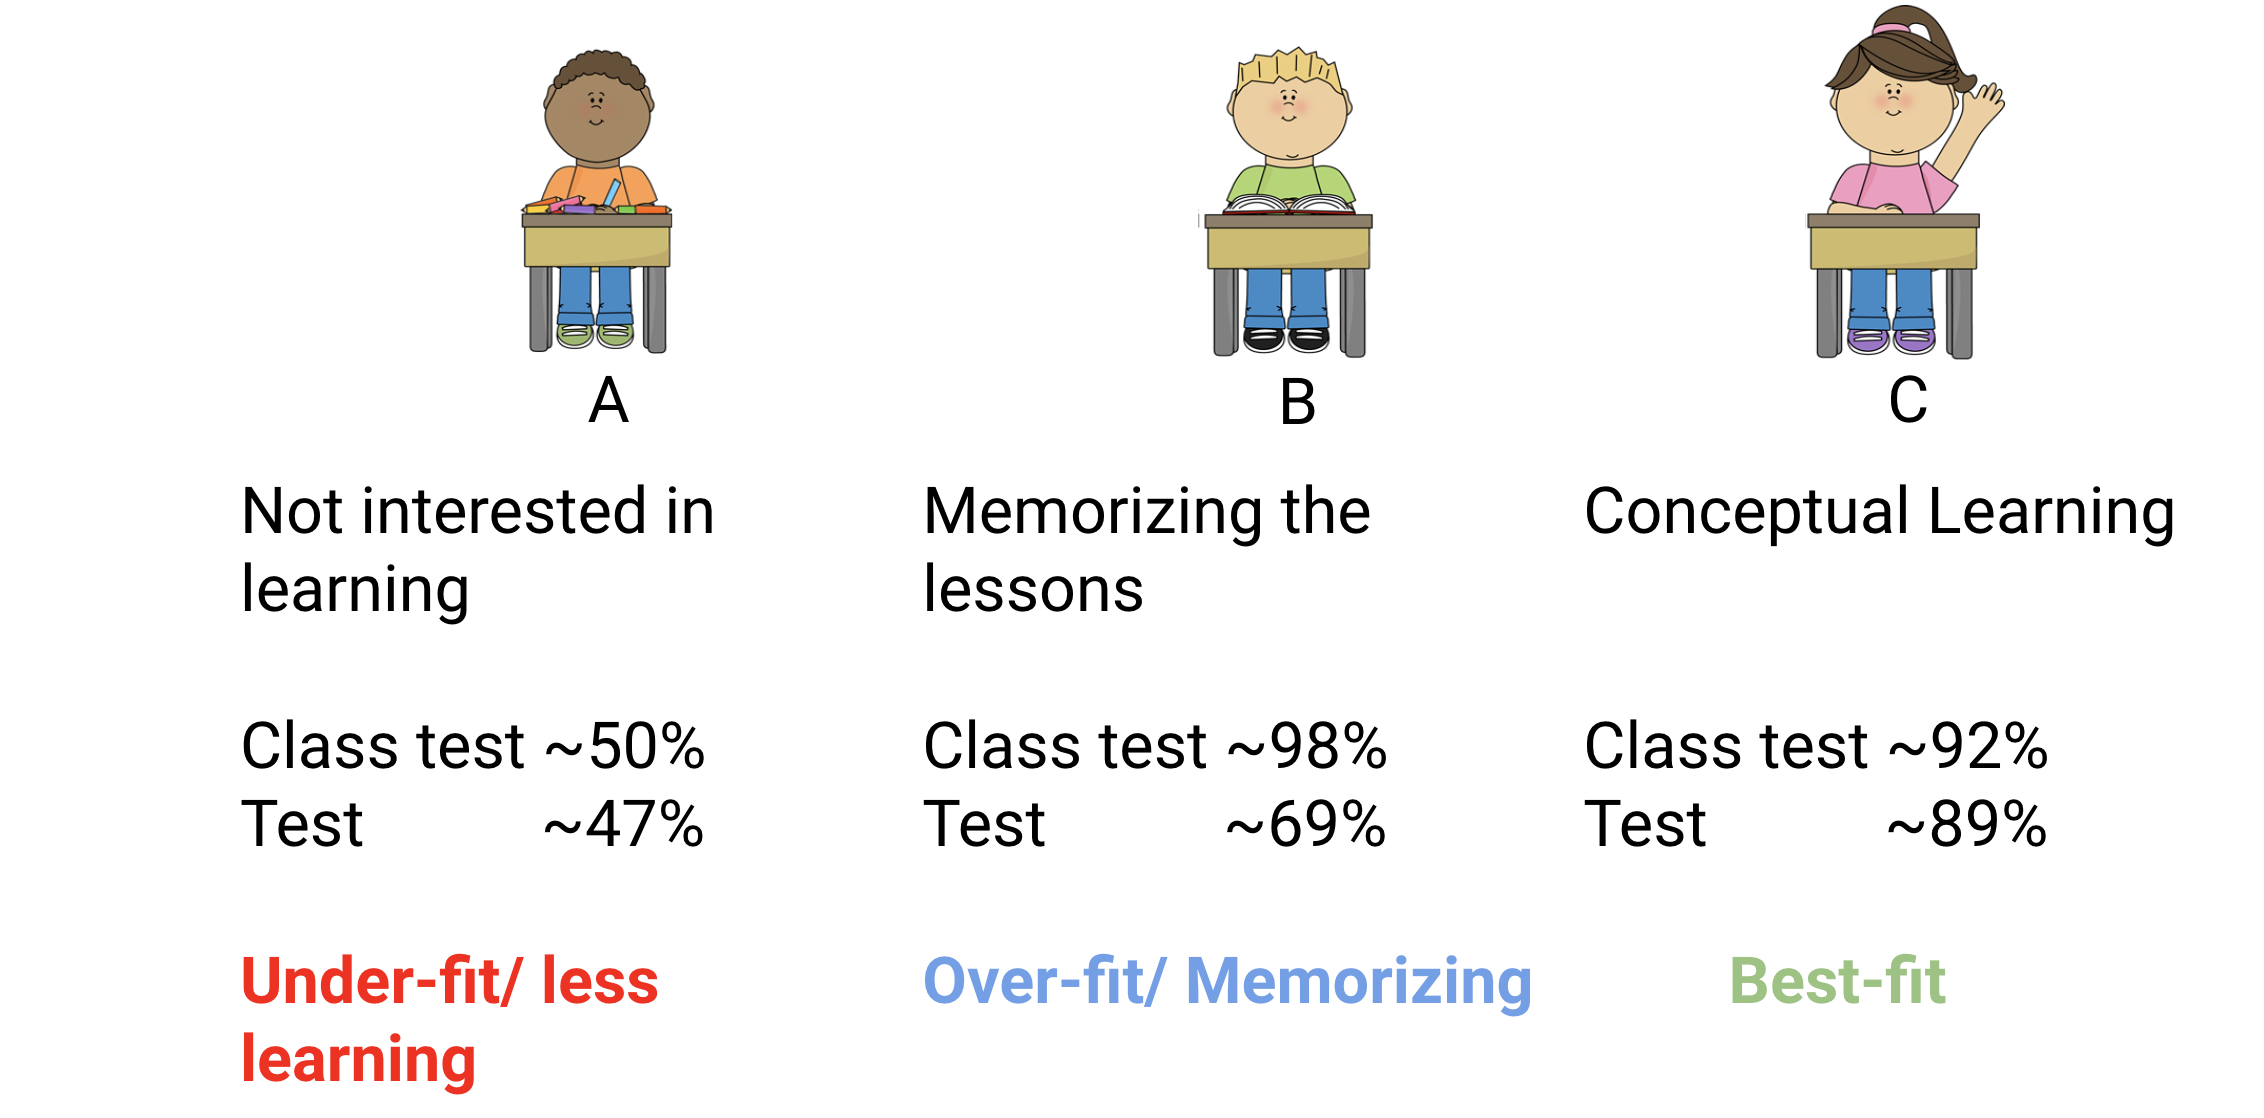 A
Not interested in
learning
Class test ~50%
Test ~47%
Under-fit/ less
learning
B
Memorizing the
lessons
Class test ~98%
Test ~69%
Over-fit/ Memorizing
C
Conceptual Learning
Class test ~92%
Test ~89%
Best-fit